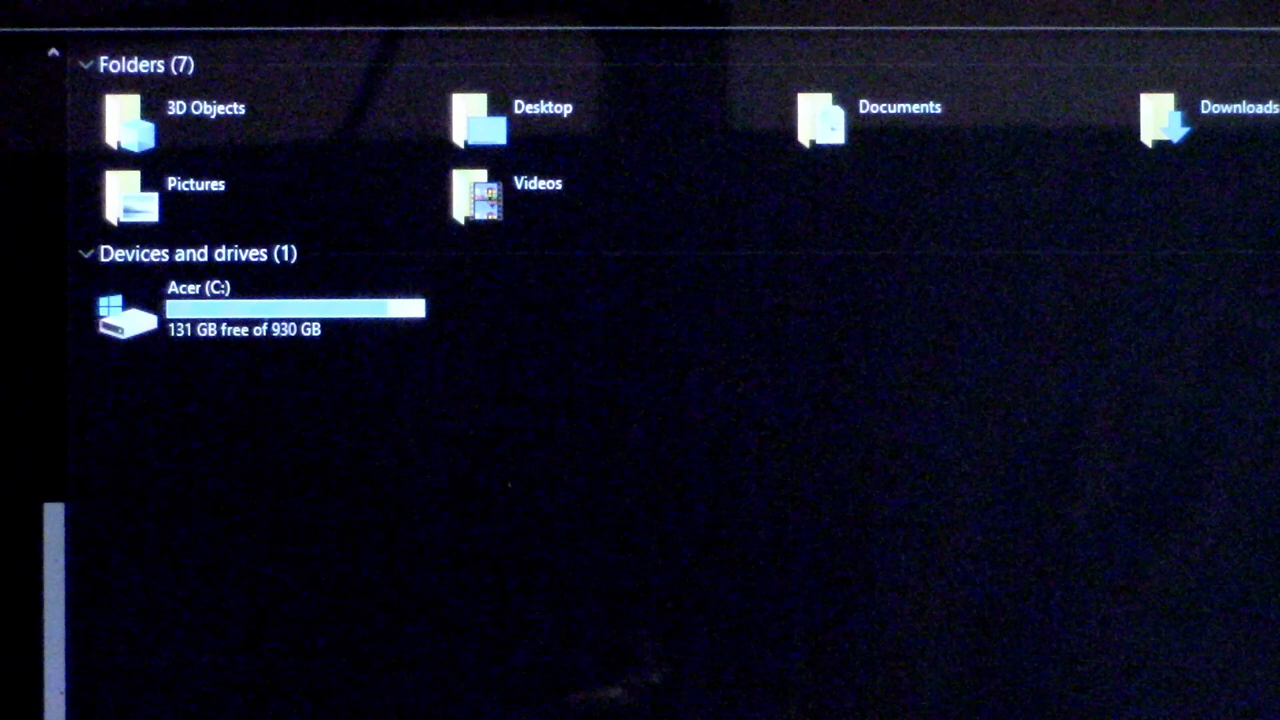 Folders (7)
3D Objects
Desktop
Documents
Downloads
Pictures
Videos
Devices and drives (1)
Acer (C:)
131 GB free of 930 GB